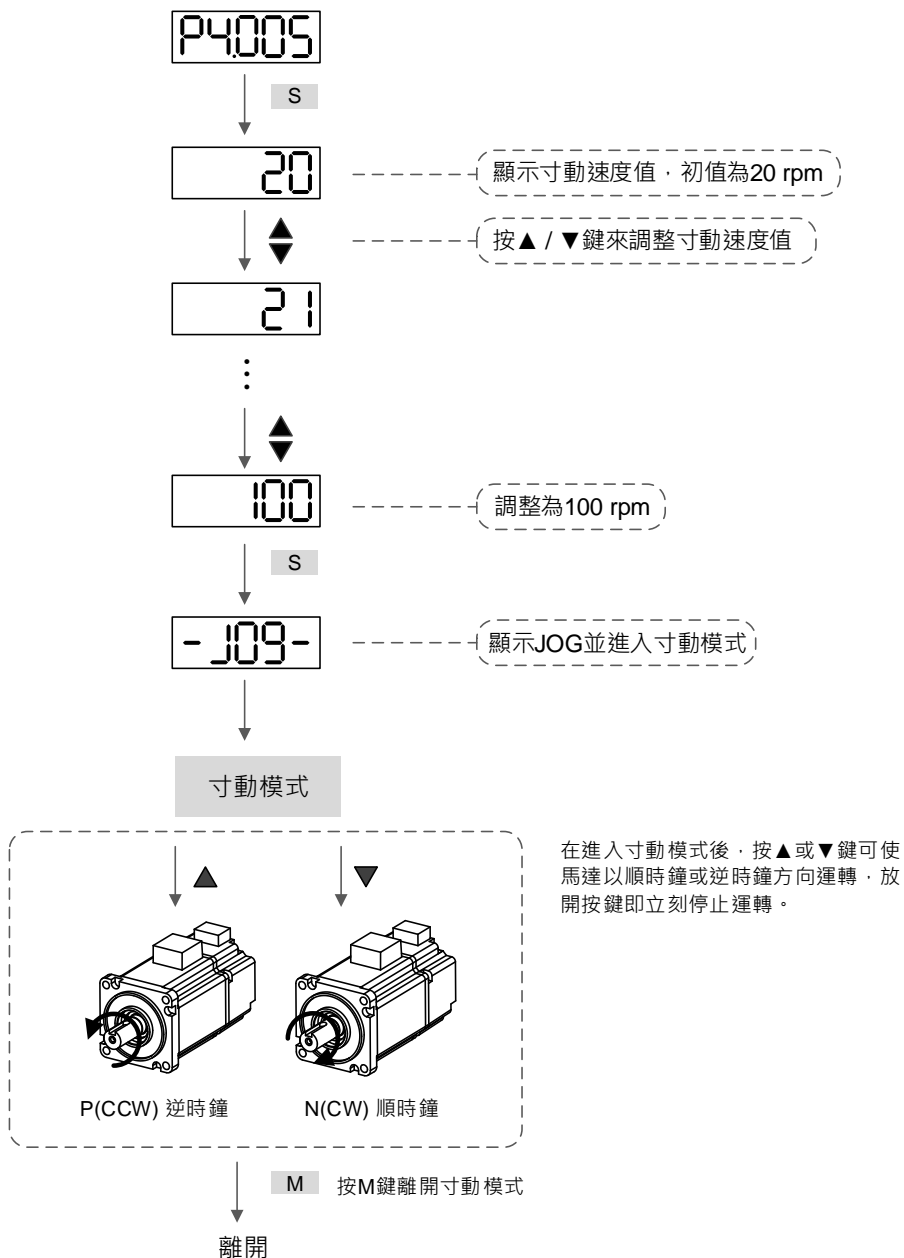 P4.005
S
20
顯示寸動速度值，初值為20 rpm
按▲ / ▼鍵來調整寸動速度值
21
100
調整為100 rpm
S
-JOG-
顯示JOG並進入寸動模式
寸動模式
在進入寸動模式後，按▲或▼鍵可使
馬達以順時鐘或逆時鐘方向運轉，放
開按鍵即立刻停止運轉。
P(CCW) 逆時鐘
N(CW) 順時鐘
M
按M鍵離開寸動模式
離開